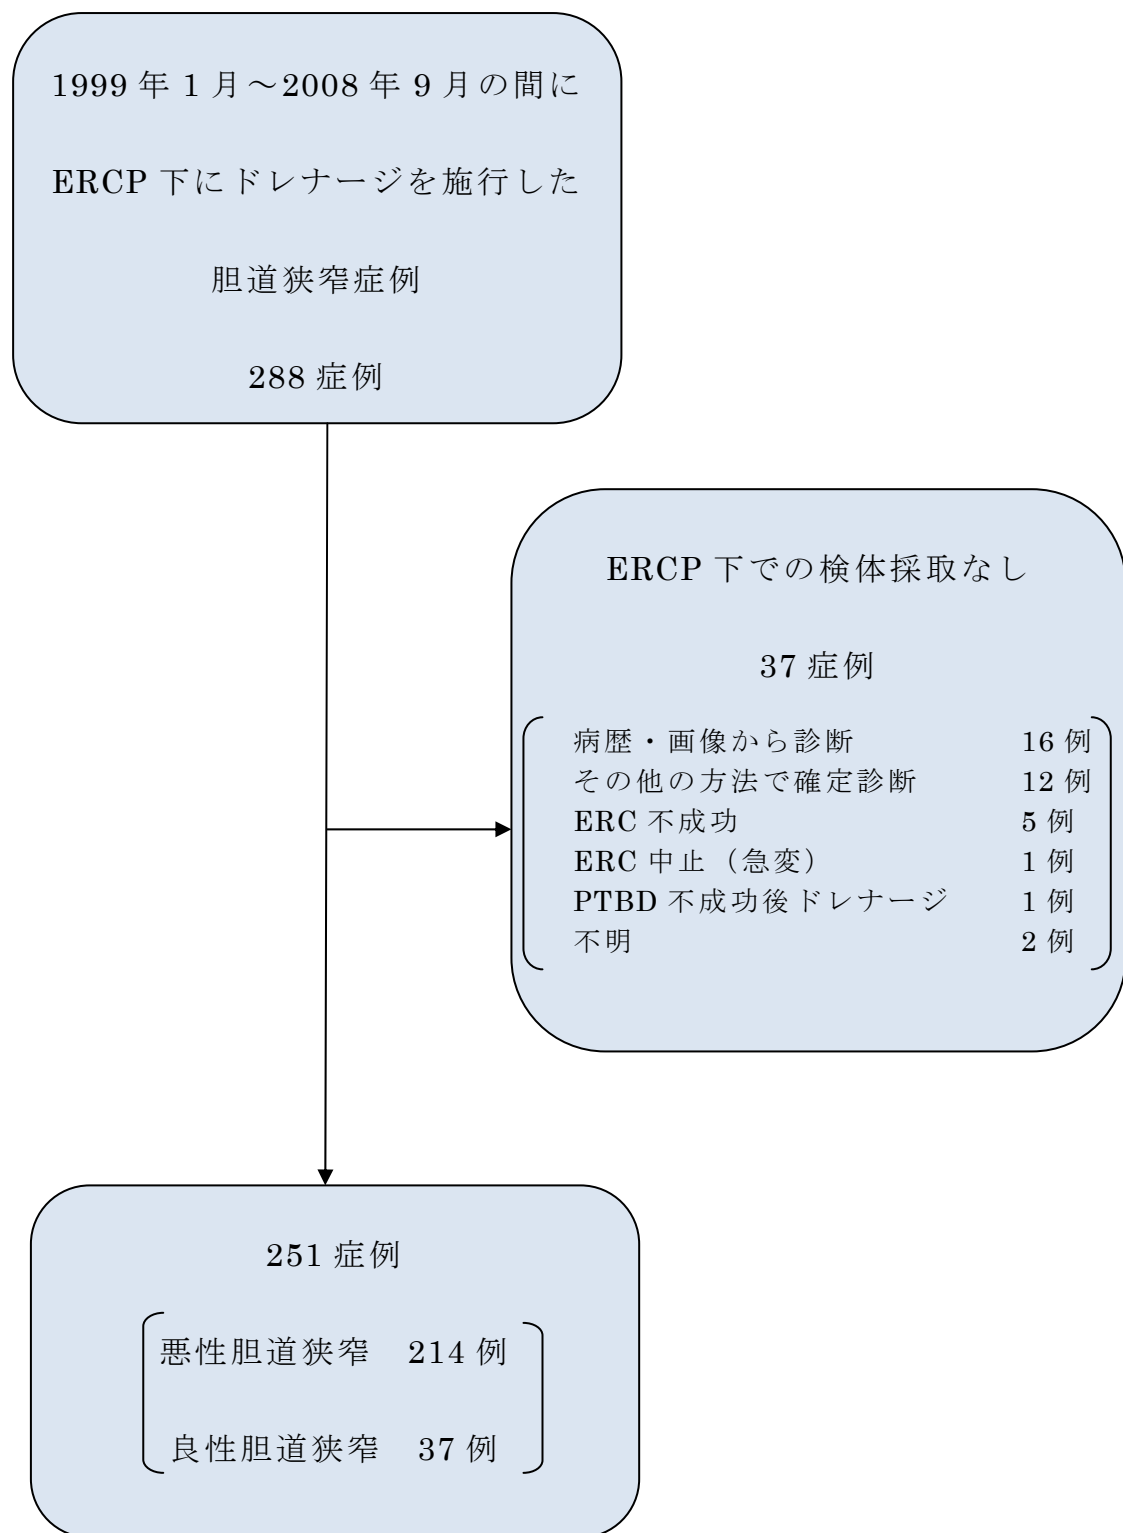 1999 年 1 月～2008 年 9 月の間に
ERCP 下にドレナージを施行した
胆道狭窄症例
288 症例
ERCP 下での検体採取なし
37 症例
病歴・画像から診断 16 例
その他の方法で確定診断 12 例
ERC 不成功 5 例
ERC 中止（急変） 1 例
PTBD 不成功後ドレナージ 1 例
不明 2 例
251 症例
悪性胆道狭窄 214 例
良性胆道狭窄 37 例